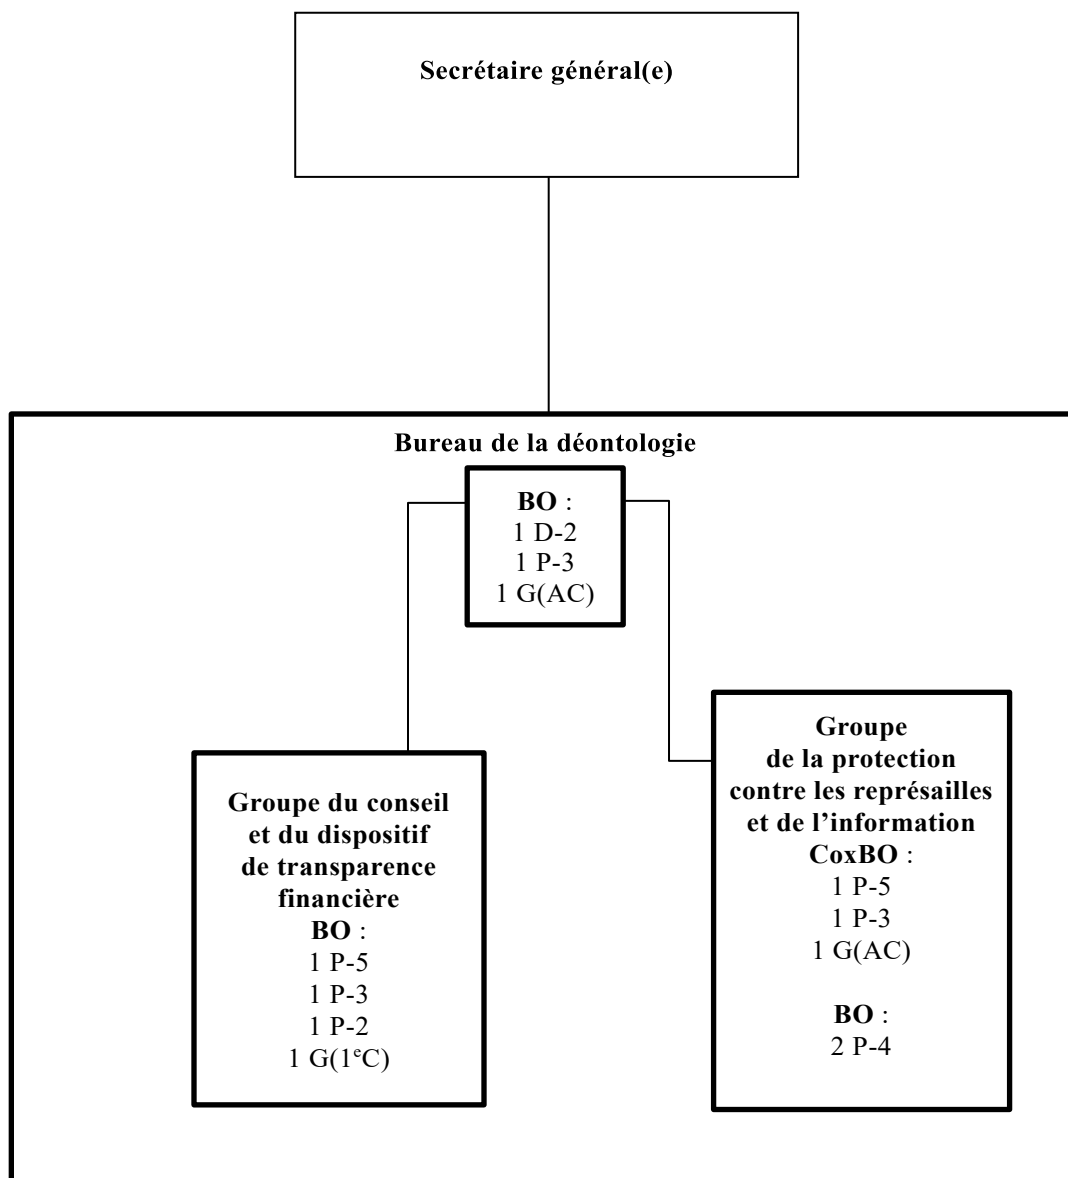 Secrétaire général(e)
Bureau de la déontologie
BO :
1 D-2
1 P-3
1 G(AC)
Groupe du conseil
et du dispositif
de transparence
financière
BO :
1 P-5
1 P-3
1 P-2
1 G(1ᵉC)
Groupe
de la protection
contre les représailles
et de l’information
CoxBO :
1 P-5
1 P-3
1 G(AC)
BO :
2 P-4